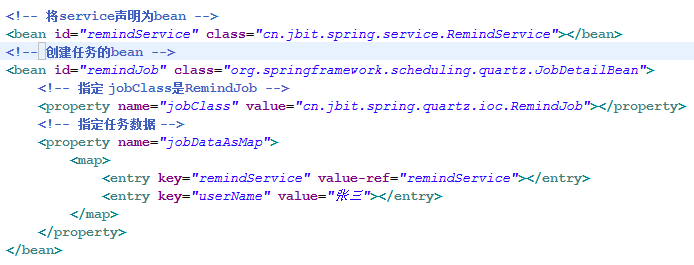 <!-- 将service声明为bean -->
<bean id="remindService" class="cn.jbit.spring.service.RemindService"></bean>
<!-- 创建任务的bean -->
<bean id="remindJob" class="org.springframework.scheduling.quartz.JobDetailBean">
<!-- 指定 jobClass是RemindJob -->
<property name="jobClass" value="cn.jbit.spring.quartz.ioc.RemindJob"></property>
<!-- 指定任务数据 -->
<property name="jobDataAsMap">
<map>
<entry key="remindService" value-ref="remindService"></entry>
<entry key="userName" value="张三"></entry>
</map>
</property>
</bean>